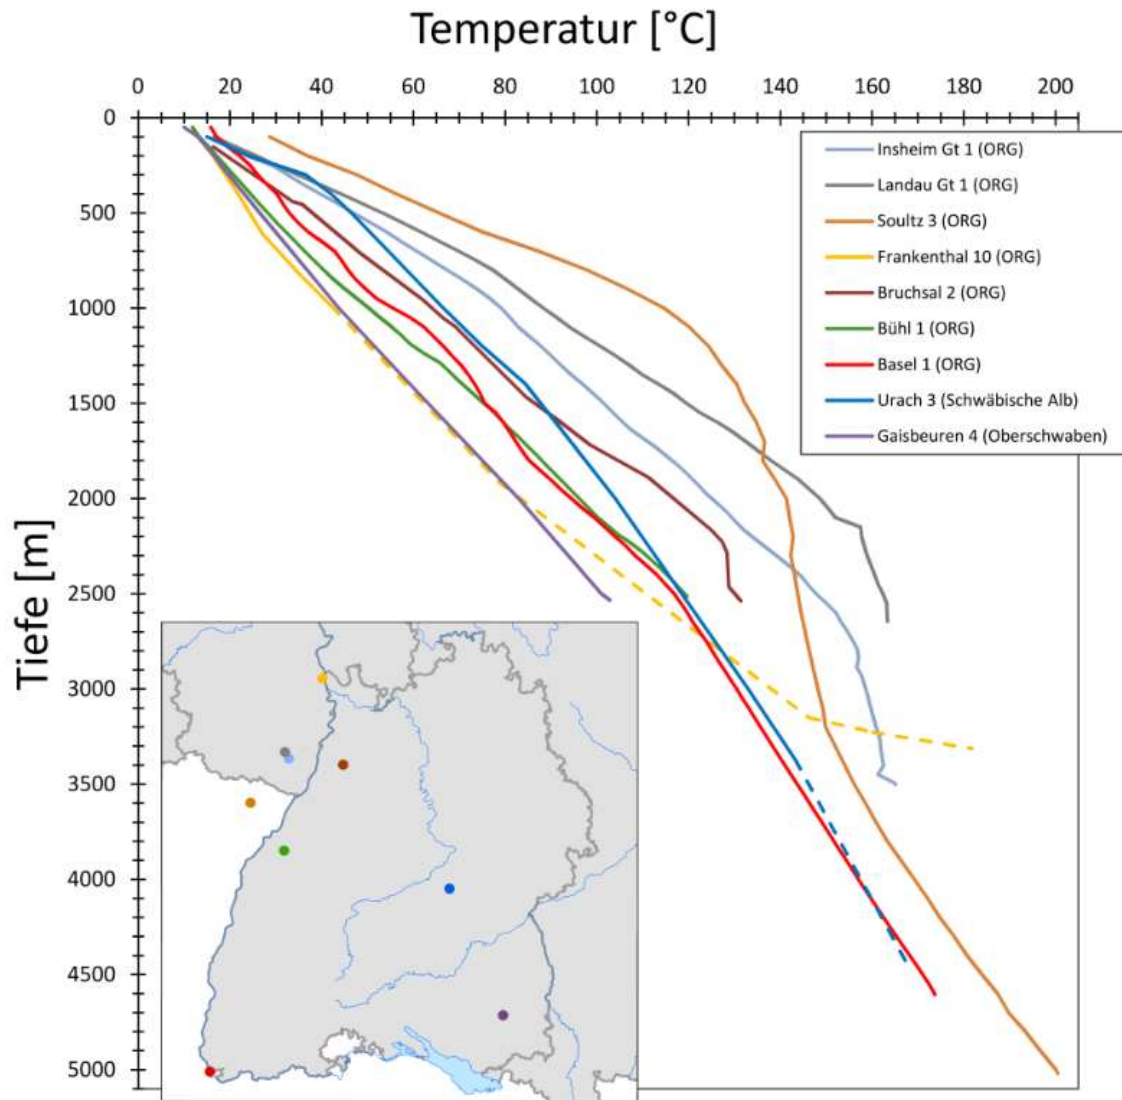 Temperatur [°C]
0 20 40 60 80 100 120 140 160 180 200
0
500
1000
1500
2000
2500
3000
3500
4000
4500
5000
Tiefe [m]
Insheim Gt 1 (ORG)
Landau Gt 1 (ORG)
Soultz 3 (ORG)
Frankenthal 10 (ORG)
Bruchsal 2 (ORG)
Bühl 1 (ORG)
Basel 1 (ORG)
Urach 3 (Schwäbische Alb)
Gaisbeuren 4 (Oberschwaben)